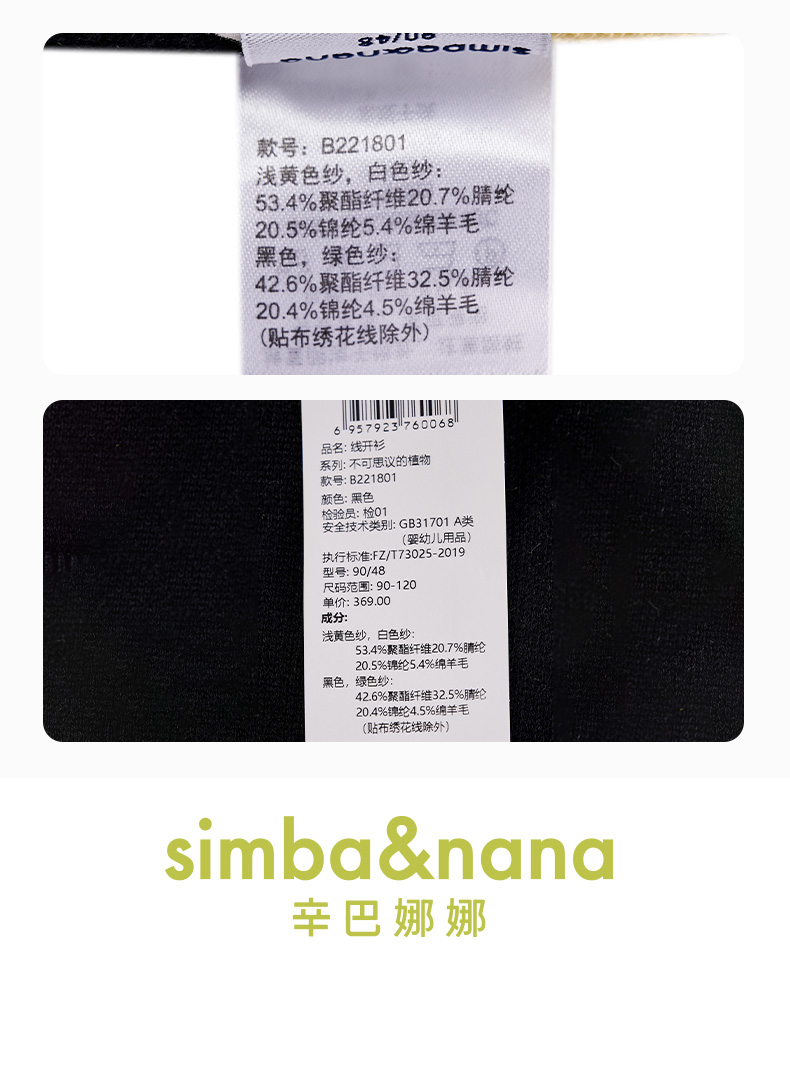 simba&nana
90/48
款号：B221801
浅黄色纱，白色纱：
53.4%聚酯纤维20.7%腈纶
20.5%锦纶5.4%绵羊毛
黑色，绿色纱：
42.6%聚酯纤维32.5%腈纶
20.4%锦纶4.5%绵羊毛
(贴布绣花线除外)
6 957923 760068
品名: 线开衫
系列: 不可思议的植物
款号: B221801
颜色: 黑色
检验员: 检01
安全技术类别: GB31701 A类
（婴幼儿用品）
执行标准:FZ/T73025-2019
型号: 90/48
尺码范围: 90-120
单价: 369.00
成分:
浅黄色纱，白色纱:
53.4%聚酯纤维20.7%腈纶
20.5%锦纶5.4%绵羊毛
黑色，绿色纱:
42.6%聚酯纤维32.5%腈纶
20.4%锦纶4.5%绵羊毛
（贴布绣花线除外）
simba&nana
辛巴娜娜